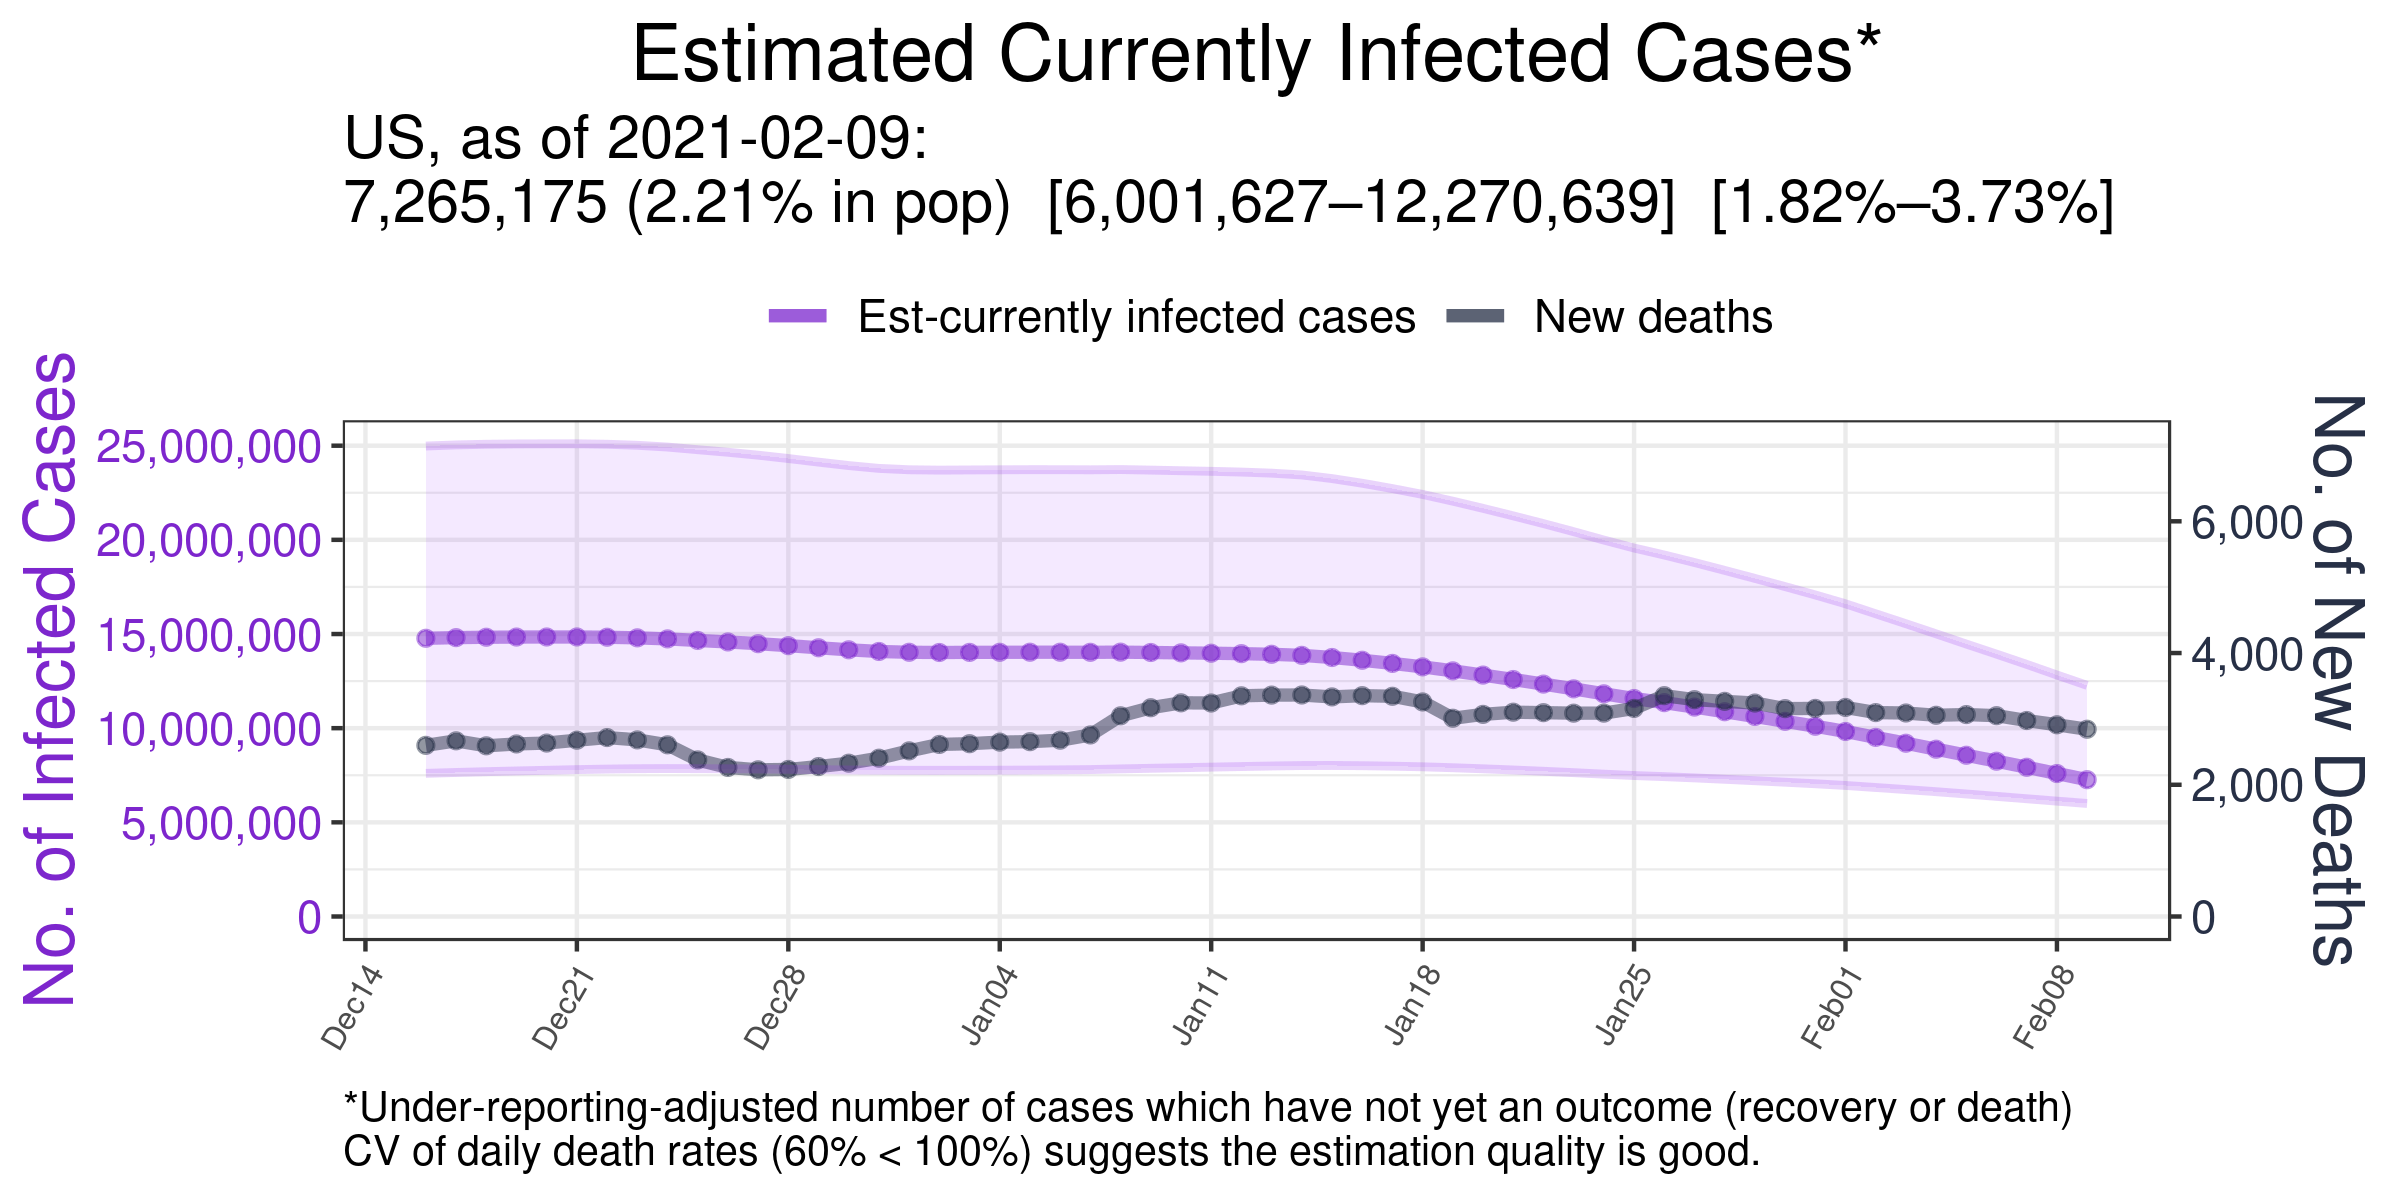 Estimated Currently Infected Cases*
US, as of 2021-02-09:
7,265,175 (2.21% in pop)  [6,001,627–12,270,639]  [1.82%–3.73%]
Est-currently infected cases
New deaths
No. of Infected Cases
25,000,000
20,000,000
15,000,000
10,000,000
5,000,000
0
6,000
4,000
2,000
0
No. of New Deaths
Dec14
Dec21
Dec28
Jan04
Jan11
Jan18
Jan25
Feb01
Feb08
*Under-reporting-adjusted number of cases which have not yet an outcome (recovery or death)
CV of daily death rates (60% < 100%) suggests the estimation quality is good.